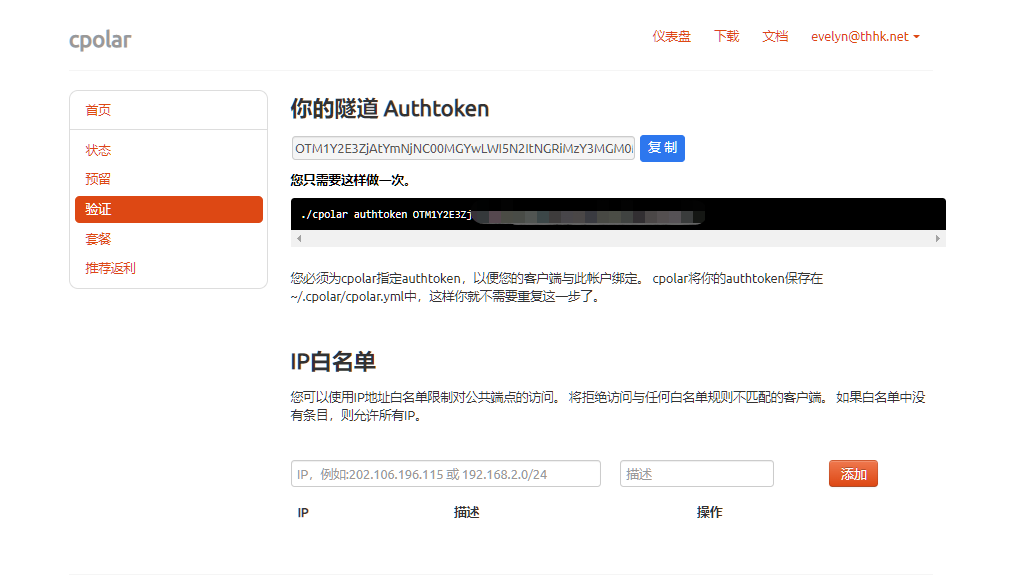 cpolar
仪表盘 下载 文档 evelyn@thhk.net
首页
状态
预留
验证
套餐
推荐返利
你的隧道 Authtoken
OTM1Y2E3ZjAtYmNjNC00MGYwLWI5N2ItNGRiMzY3MGM0 复制
您只需要这样做一次。
./cpolar authtoken OTM1Y2E3Zj
您必须为cpolar指定authtoken，以便您的客户端与此帐户绑定。 cpolar将你的authtoken保存在
~/.cpolar/cpolar.yml中，这样你就不需要重复这一步了。
IP白名单
您可以使用IP地址白名单限制对公共端点的访问。 将拒绝访问与任何白名单规则不匹配的客户端。 如果白名单中没
有条目，则允许所有IP。
IP，例如:202.106.196.115 或 192.168.2.0/24 描述 添加
IP 描述 操作